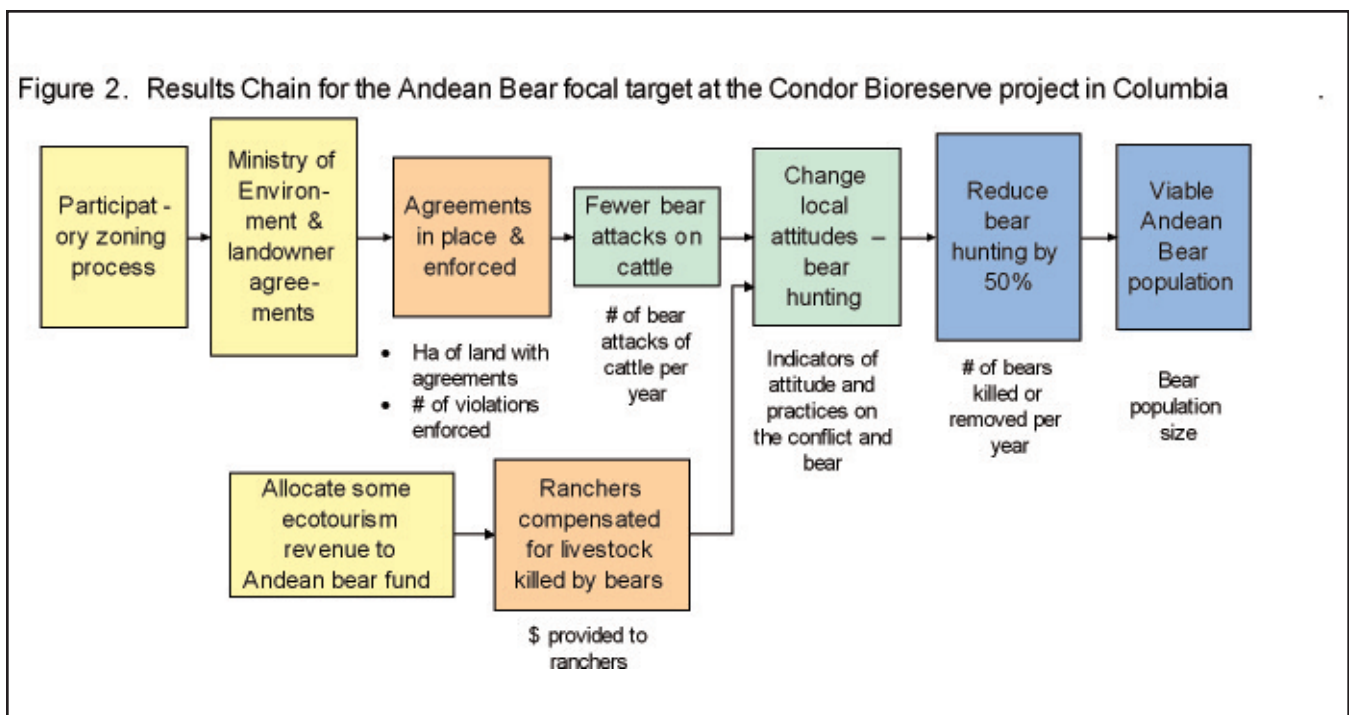 Figure 2. Results Chain for the Andean Bear focal target at the Condor Bioreserve project in Columbia .
Participat -
ory zoning
process
Ministry of
Environ-
ment &
landowner
agree-
ments
Agreements
in place &
enforced
• Ha of land with
agreements
• # of violations
enforced
Fewer bear
attacks on
cattle
# of bear
attacks of
cattle per
year
Change
local
attitudes –
bear
hunting
Indicators of
attitude and
practices on
the conflict and
bear
Reduce
bear
hunting by
50%
# of bears
killed or
removed per
year
Viable
Andean
Bear
population
Bear
population
size
Allocate some
ecotourism
revenue to
Andean bear fund
Ranchers
compensated
for livestock
killed by bears
$ provided to
ranchers